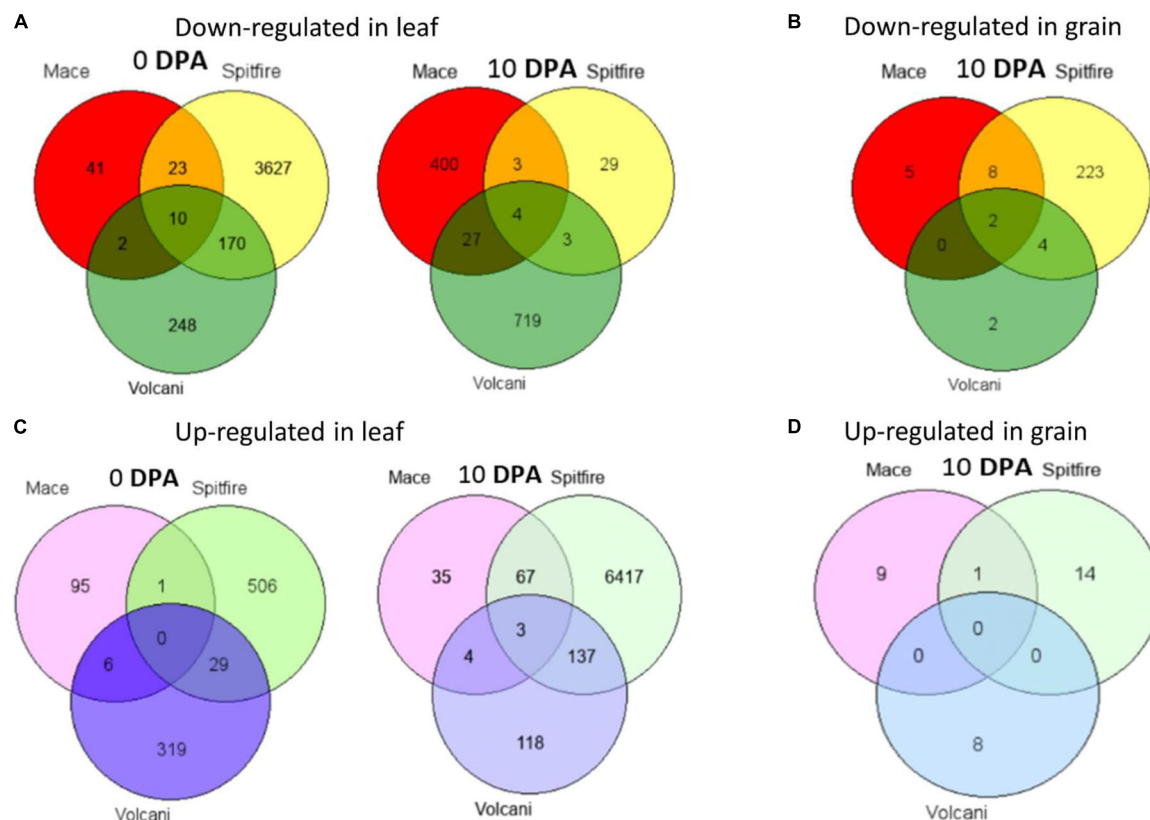 A
Down-regulated in leaf
Mace 0 DPA Spitfire
41 23 3627
10
2 170
248
Volcani
Mace 10 DPA Spitfire
400 3 29
4
27 3
719
Volcani
B
Down-regulated in grain
10 DPA
Mace Spitfire
5 8 223
2
0 4
2
Volcani
C
Up-regulated in leaf
Mace 0 DPA Spitfire
95 1 506
0
6 29
319
Volcani
Mace 10 DPA Spitfire
35 67 6417
3
4 137
118
Volcani
D
Up-regulated in grain
Mace 10 DPA Spitfire
9 1 14
0
0 0
8
Volcani